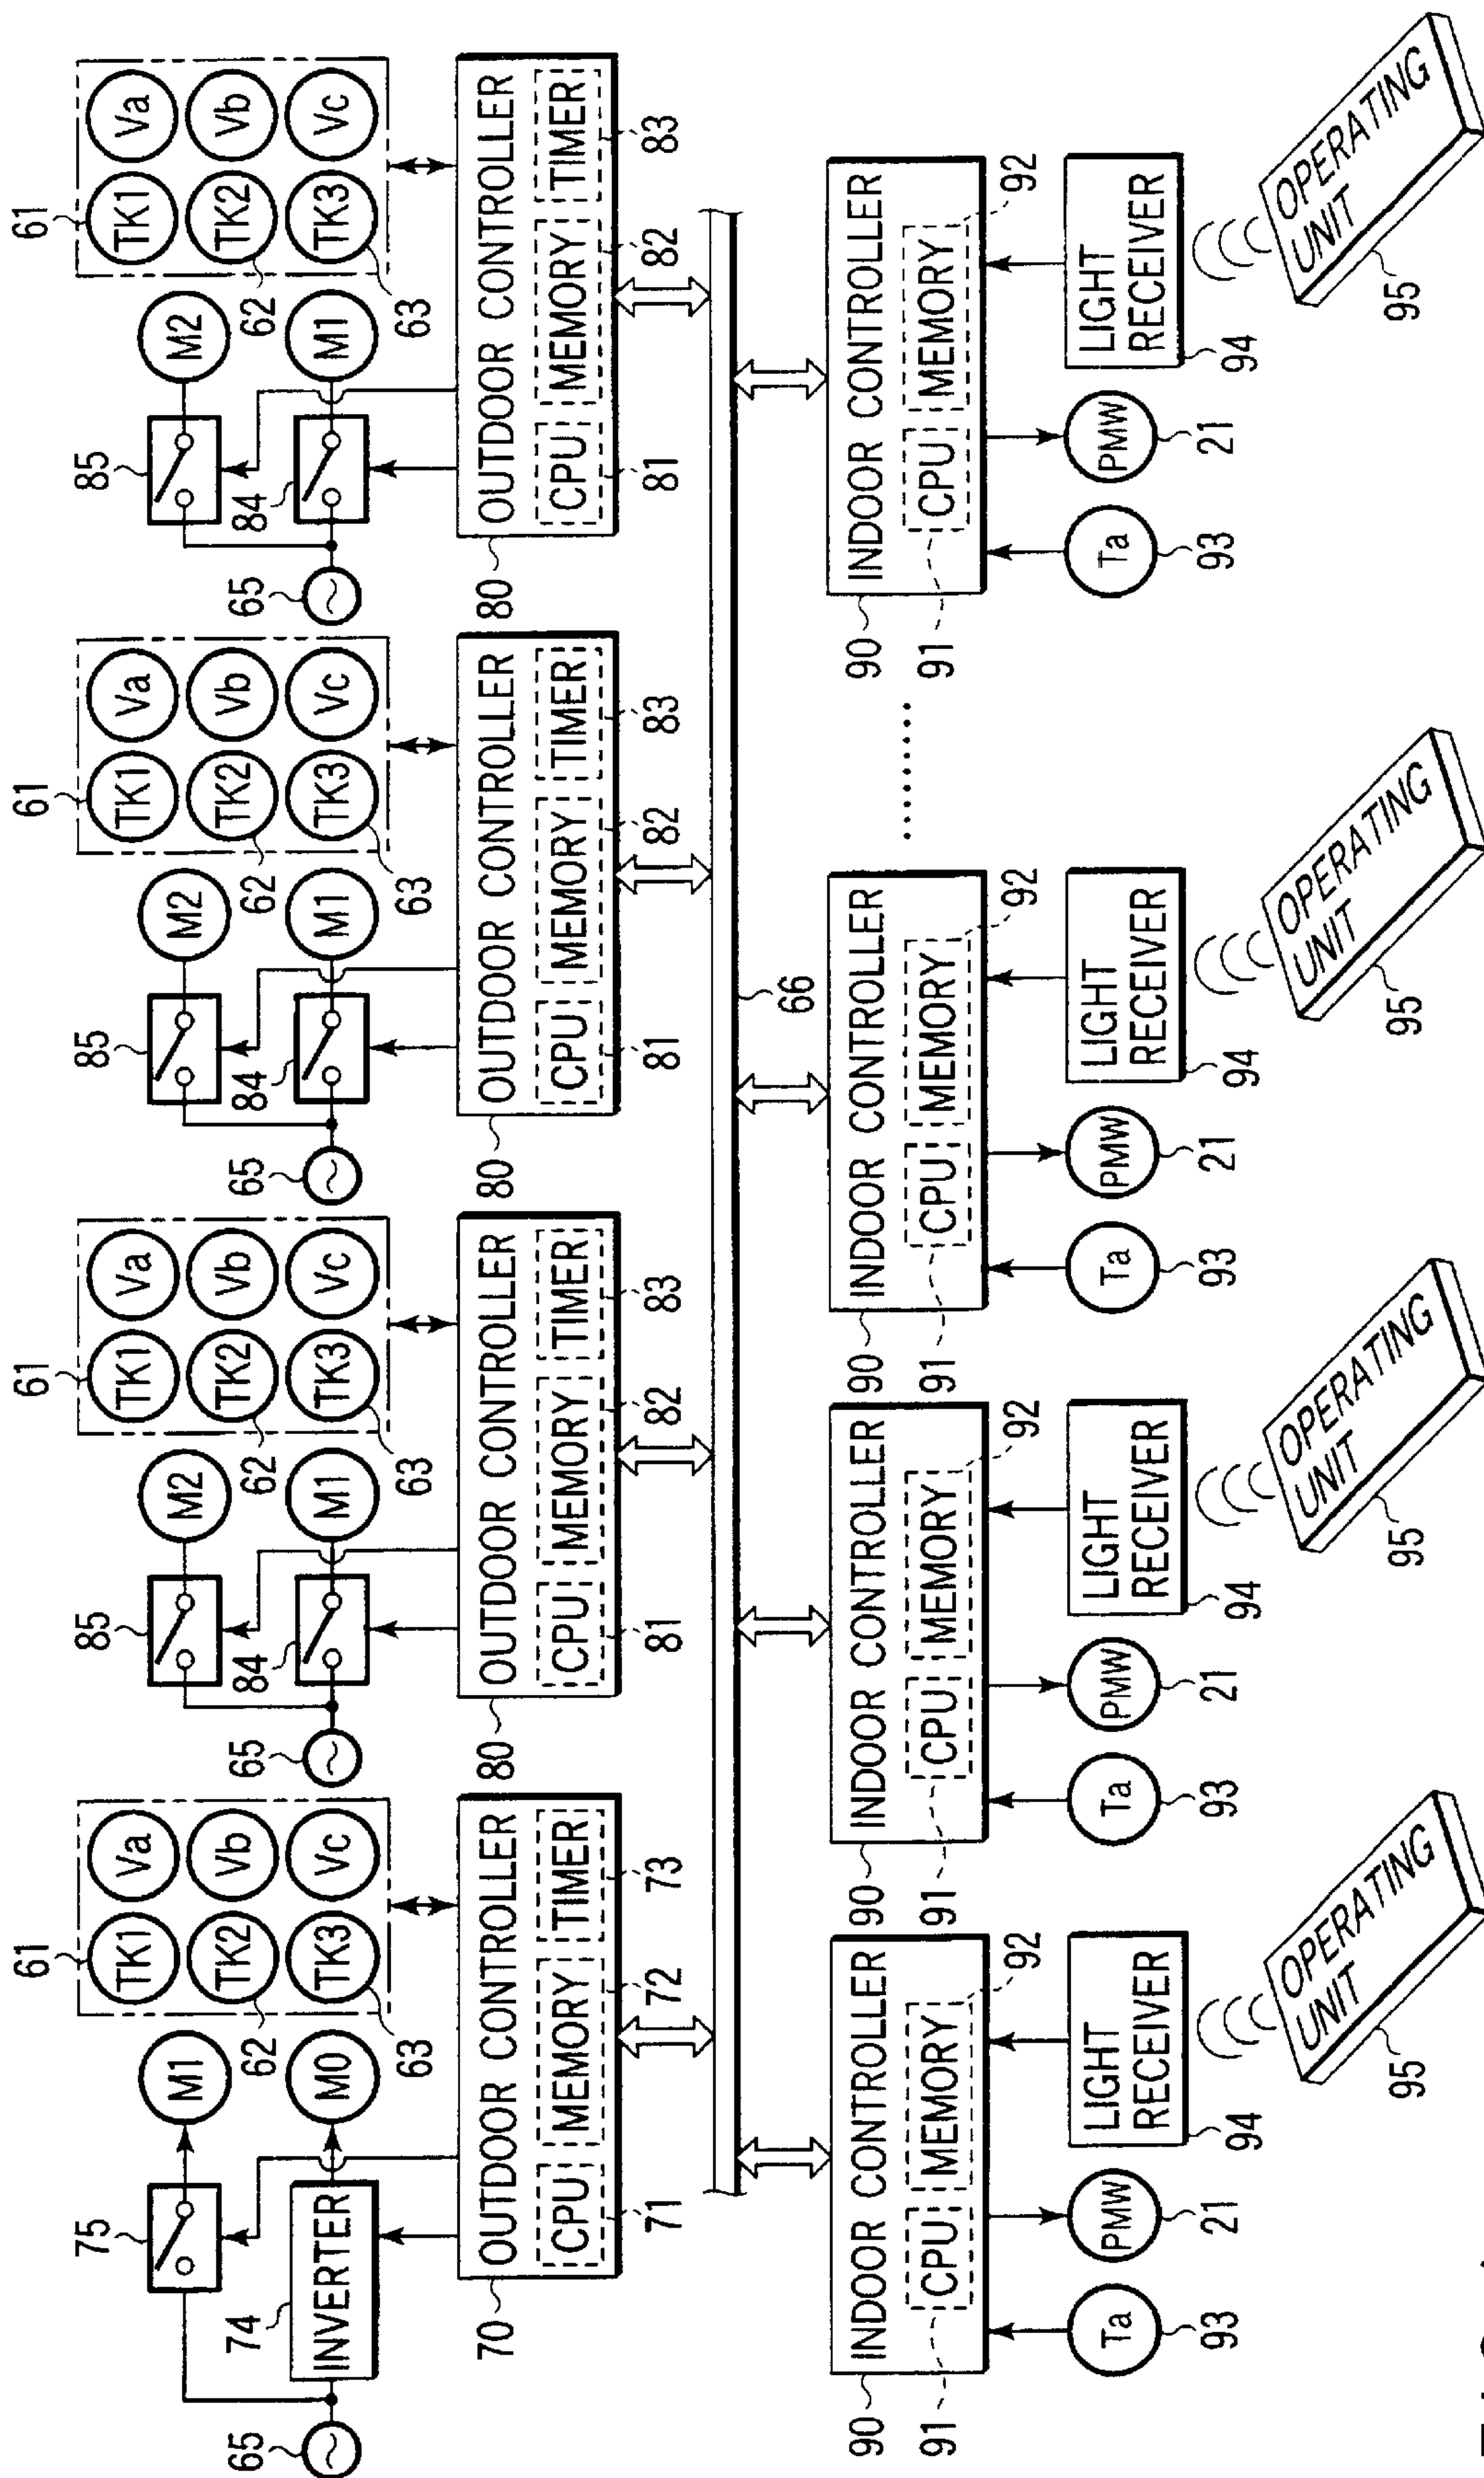 61
TK1 Va
75
M1
TK2 Vb
62
74
65
INVERTER
M0
TK3 Vc
63
70
OUTDOOR CONTROLLER
CPU MEMORY TIMER
71 72 73
61
TK1 Va
85
M2
TK2 Vb
62
84
65
M1
TK3 Vc
63
80
OUTDOOR CONTROLLER
CPU MEMORY TIMER
81 82 83
61
TK1 Va
85
M2
TK2 Vb
62
84
65
M1
TK3 Vc
63
80
OUTDOOR CONTROLLER
CPU MEMORY TIMER
81 82 83
61
TK1 Va
85
M2
TK2 Vb
62
84
65
M1
TK3 Vc
63
80
OUTDOOR CONTROLLER
CPU MEMORY TIMER
81 82 83
66
90
INDOOR CONTROLLER
CPU MEMORY
91
92
Ta
93
PMW
21
LIGHT
RECEIVER
94
OPERATING
UNIT
95
90
INDOOR CONTROLLER
CPU MEMORY
91
92
Ta
93
PMW
21
LIGHT
RECEIVER
94
OPERATING
UNIT
95
90
INDOOR CONTROLLER
CPU MEMORY
91
92
Ta
93
PMW
21
LIGHT
RECEIVER
94
OPERATING
UNIT
95
........
90
INDOOR CONTROLLER
CPU MEMORY
91
92
Ta
93
PMW
21
LIGHT
RECEIVER
94
OPERATING
UNIT
95